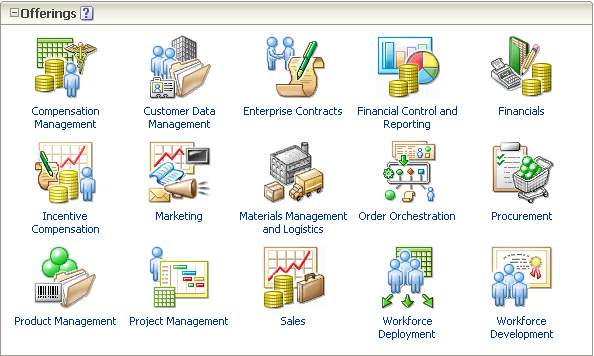 Offerings ?
Compensation
Management
Customer Data
Management
Enterprise Contracts
Financial Control and
Reporting
Financials
Incentive
Compensation
Marketing
Materials Management
and Logistics
Order Orchestration
Procurement
Product Management
Project Management
Sales
Workforce
Deployment
Workforce
Development